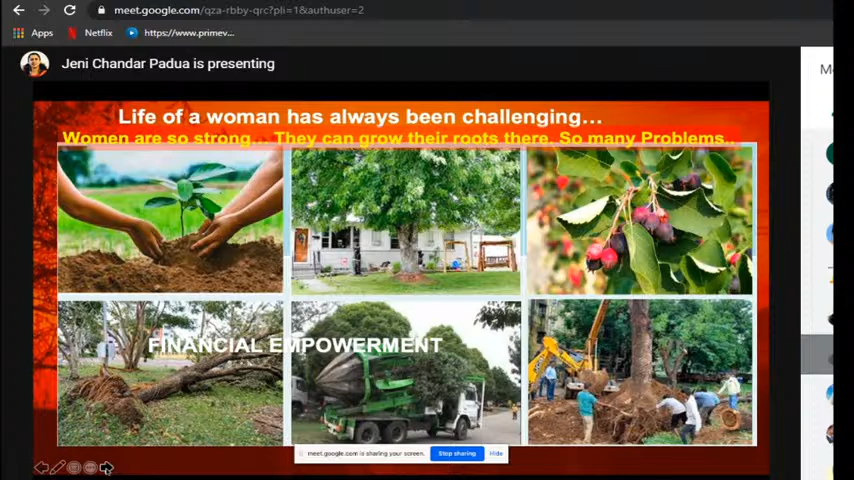 meet.google.com/qza-rbby-qrc?pli=1&authuser=2
Apps
Netflix
https://www.primev...
Jeni Chandar Padua is presenting
Life of a woman has always been challenging…
Women are so strong... They can grow their roots there. So many Problems..
FINANCIAL EMPOWERMENT
meet.google.com is sharing your screen.
Stop sharing
Hide